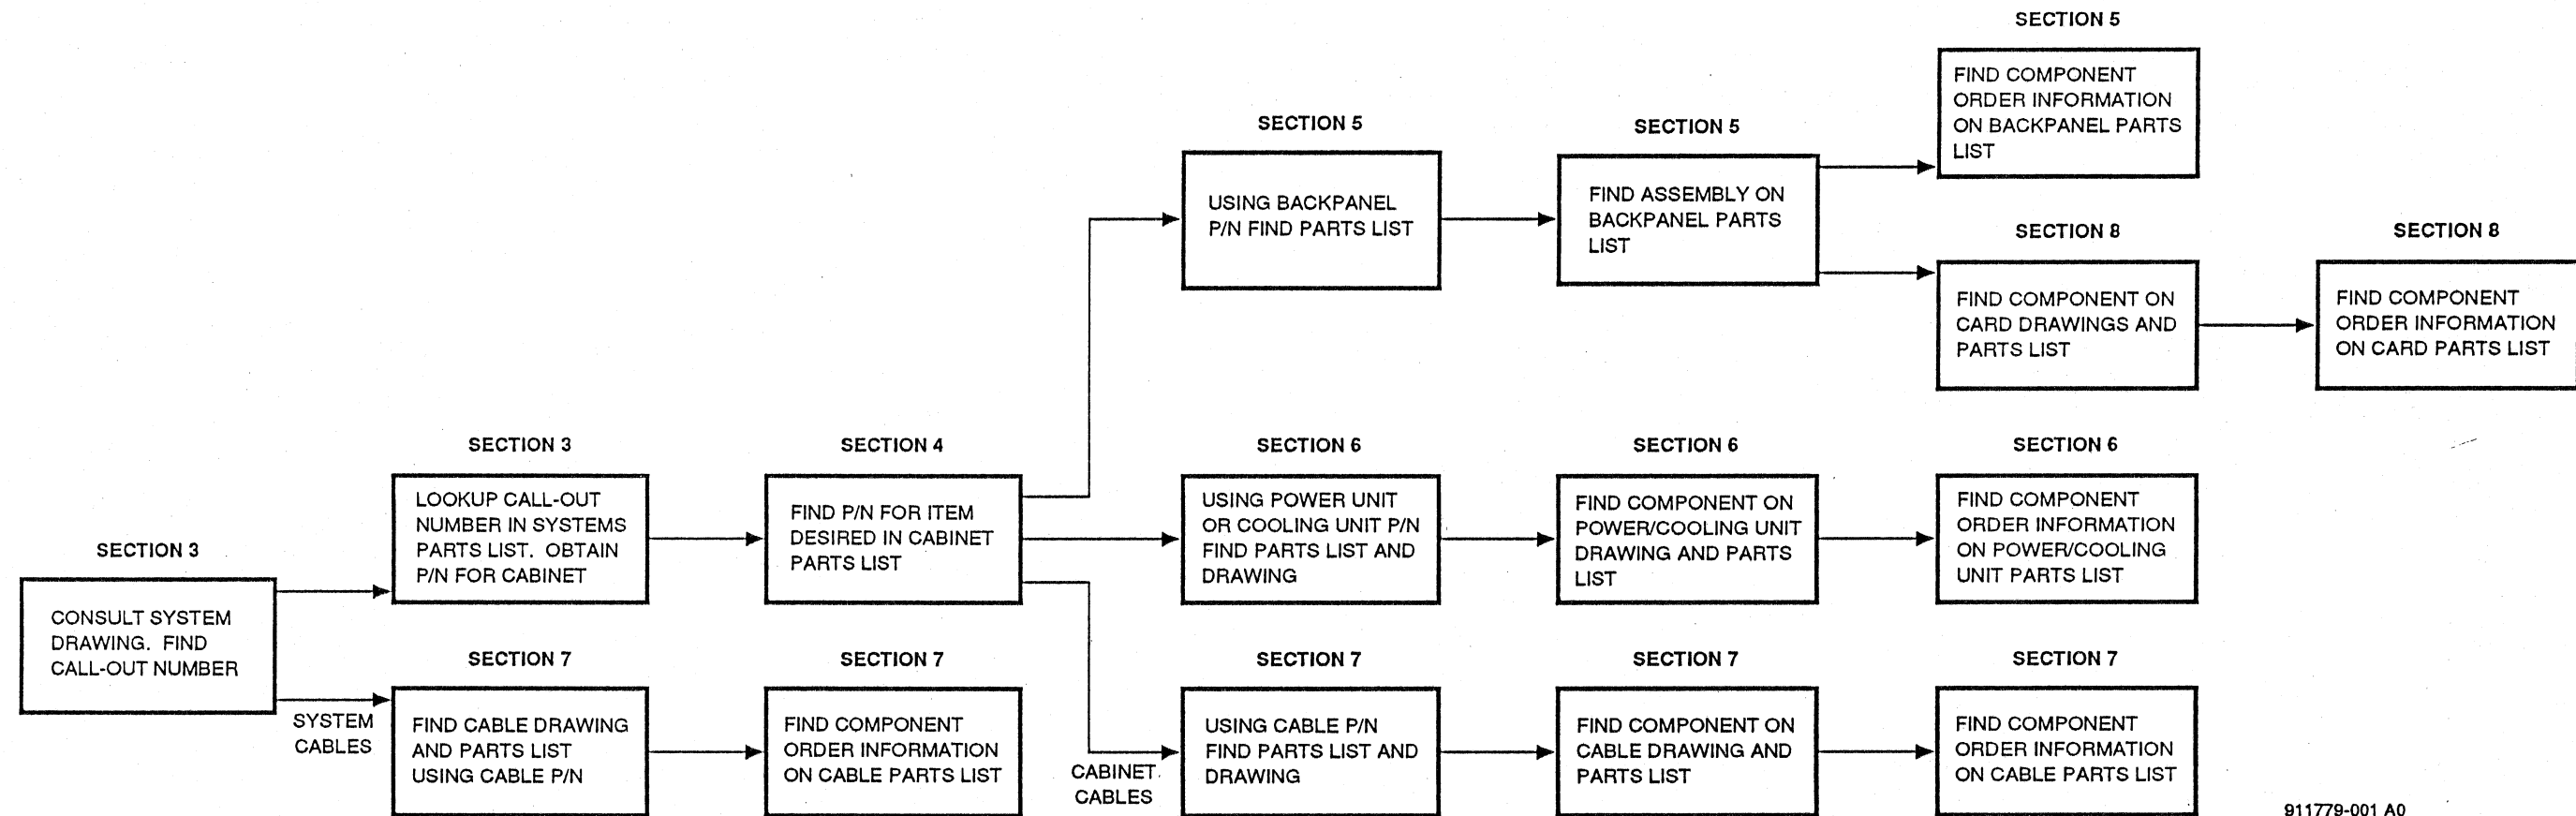 SECTION 5
FIND COMPONENT
ORDER INFORMATION
ON BACKPANEL PARTS
LIST
SECTION 5
USING BACKPANEL
P/N FIND PARTS LIST
SECTION 5
FIND ASSEMBLY ON
BACKPANEL PARTS
LIST
SECTION 8
FIND COMPONENT ON
CARD DRAWINGS AND
PARTS LIST
SECTION 8
FIND COMPONENT
ORDER INFORMATION
ON CARD PARTS LIST
SECTION 3
CONSULT SYSTEM
DRAWING. FIND
CALL-OUT NUMBER
SECTION 3
LOOKUP CALL-OUT
NUMBER IN SYSTEMS
PARTS LIST. OBTAIN
P/N FOR CABINET
SECTION 4
FIND P/N FOR ITEM
DESIRED IN CABINET
PARTS LIST
SECTION 6
USING POWER UNIT
OR COOLING UNIT P/N
FIND PARTS LIST AND
DRAWING
SECTION 6
FIND COMPONENT ON
POWER/COOLING UNIT
DRAWING AND PARTS
LIST
SECTION 6
FIND COMPONENT
ORDER INFORMATION
ON POWER/COOLING
UNIT PARTS LIST
SYSTEM
CABLES
SECTION 7
FIND CABLE DRAWING
AND PARTS LIST
USING CABLE P/N
SECTION 7
FIND COMPONENT
ORDER INFORMATION
ON CABLE PARTS LIST
CABINET
CABLES
SECTION 7
USING CABLE P/N
FIND PARTS LIST AND
DRAWING
SECTION 7
FIND COMPONENT ON
CABLE DRAWING AND
PARTS LIST
SECTION 7
FIND COMPONENT
ORDER INFORMATION
ON CABLE PARTS LIST
911779-001 A0